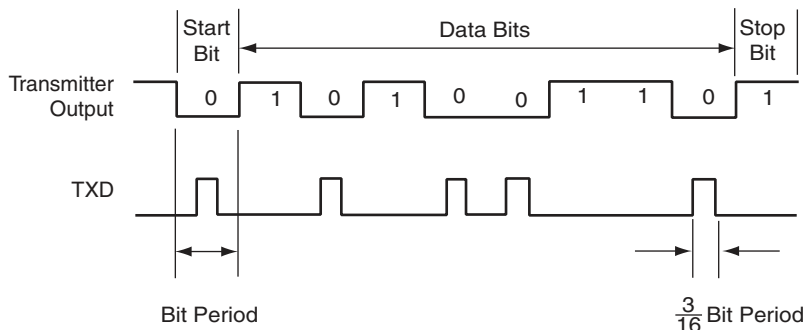 Start Bit
Data Bits
Stop Bit
Transmitter Output
0 1 0 1 0 0 1 1 0 1
TXD
Bit Period
3/16 Bit Period